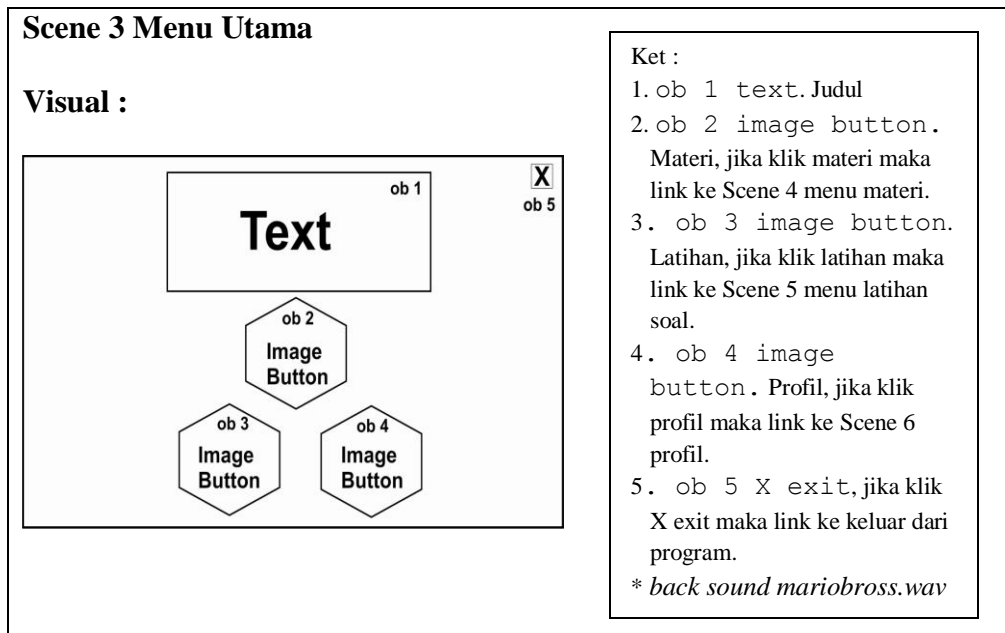 Scene 3 Menu Utama
Visual :
ob 1
Text
X
ob 5
ob 2
Image
Button
ob 3
Image
Button
ob 4
Image
Button
Ket :
1. ob 1 text. Judul
2. ob 2 image button.
Materi, jika klik materi maka
link ke Scene 4 menu materi.
3. ob 3 image button.
Latihan, jika klik latihan maka
link ke Scene 5 menu latihan
soal.
4. ob 4 image
button. Profil, jika klik
profil maka link ke Scene 6
profil.
5. ob 5 X exit, jika klik
X exit maka link ke keluar dari
program.
* back sound mariobross.wav